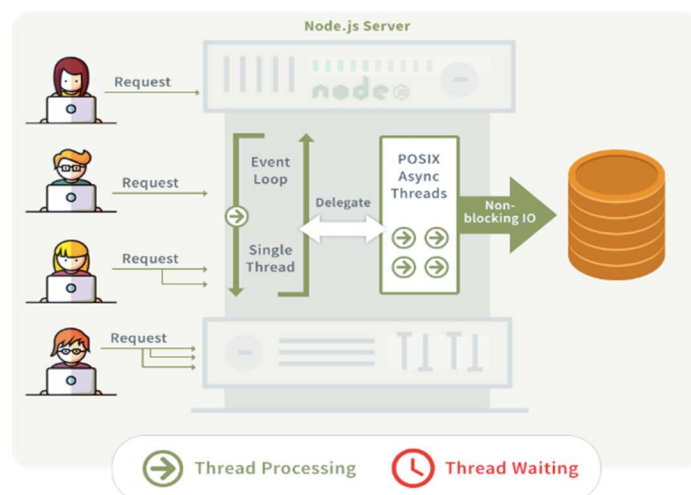 Node.js Server
node
Request
Request
Request
Request
Event
Loop
Single
Thread
Delegate
POSIX
Async
Threads
Non-
blocking IO
Thread Processing
Thread Waiting